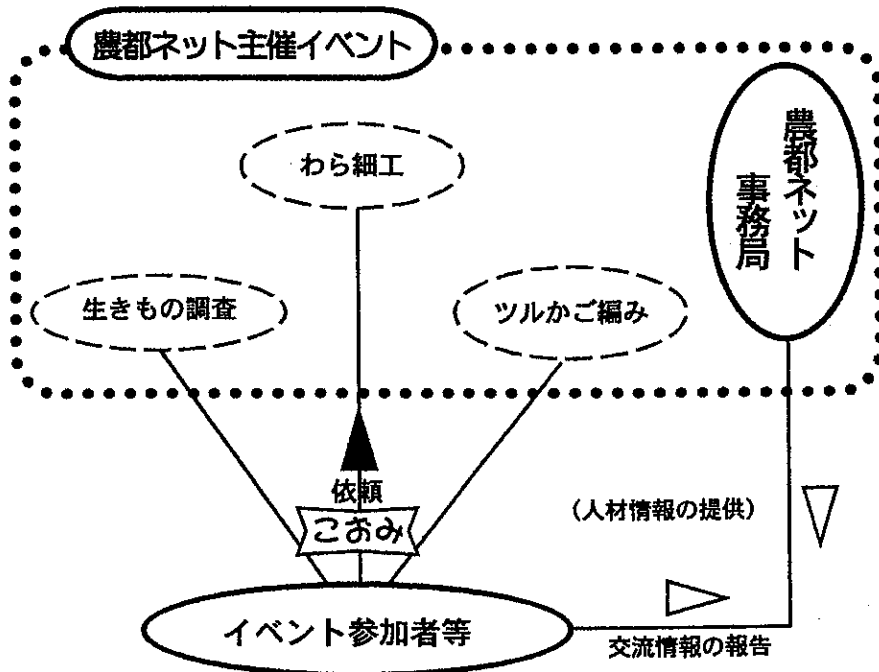 農都ネット主催イベント
農都ネット
事務局
わら細工
生きもの調査
ツルかご編み
依頼
こおみ
(人材情報の提供)
イベント参加者等
交流情報の報告